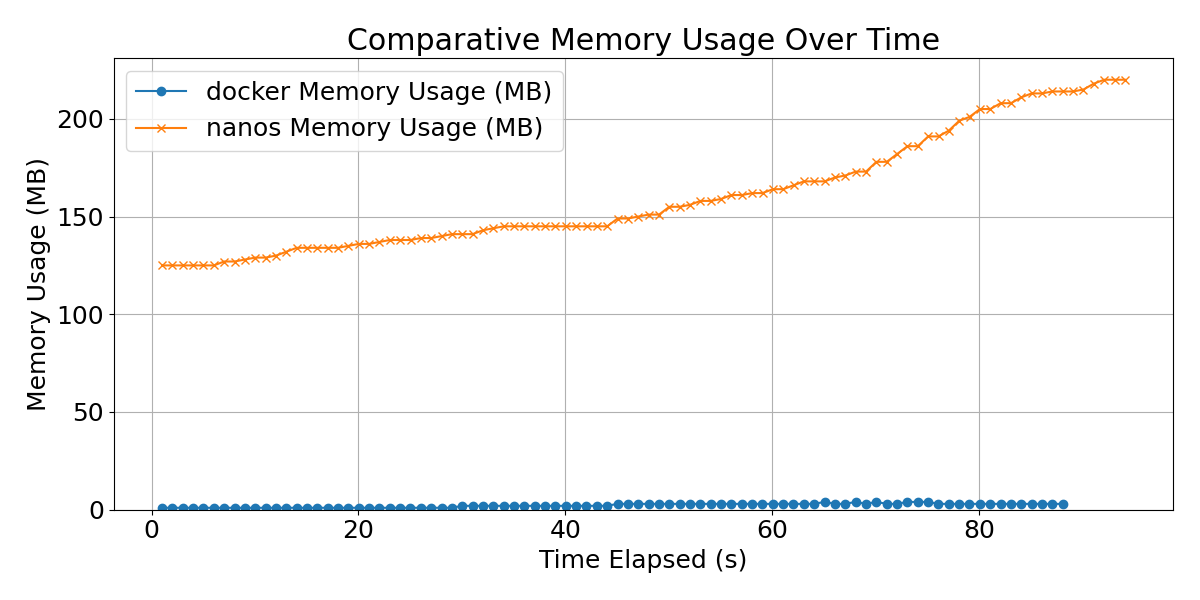 Comparative Memory Usage Over Time
docker Memory Usage (MB)
nanos Memory Usage (MB)
Memory Usage (MB)
200
150
100
50
0
0 20 40 60 80
Time Elapsed (s)